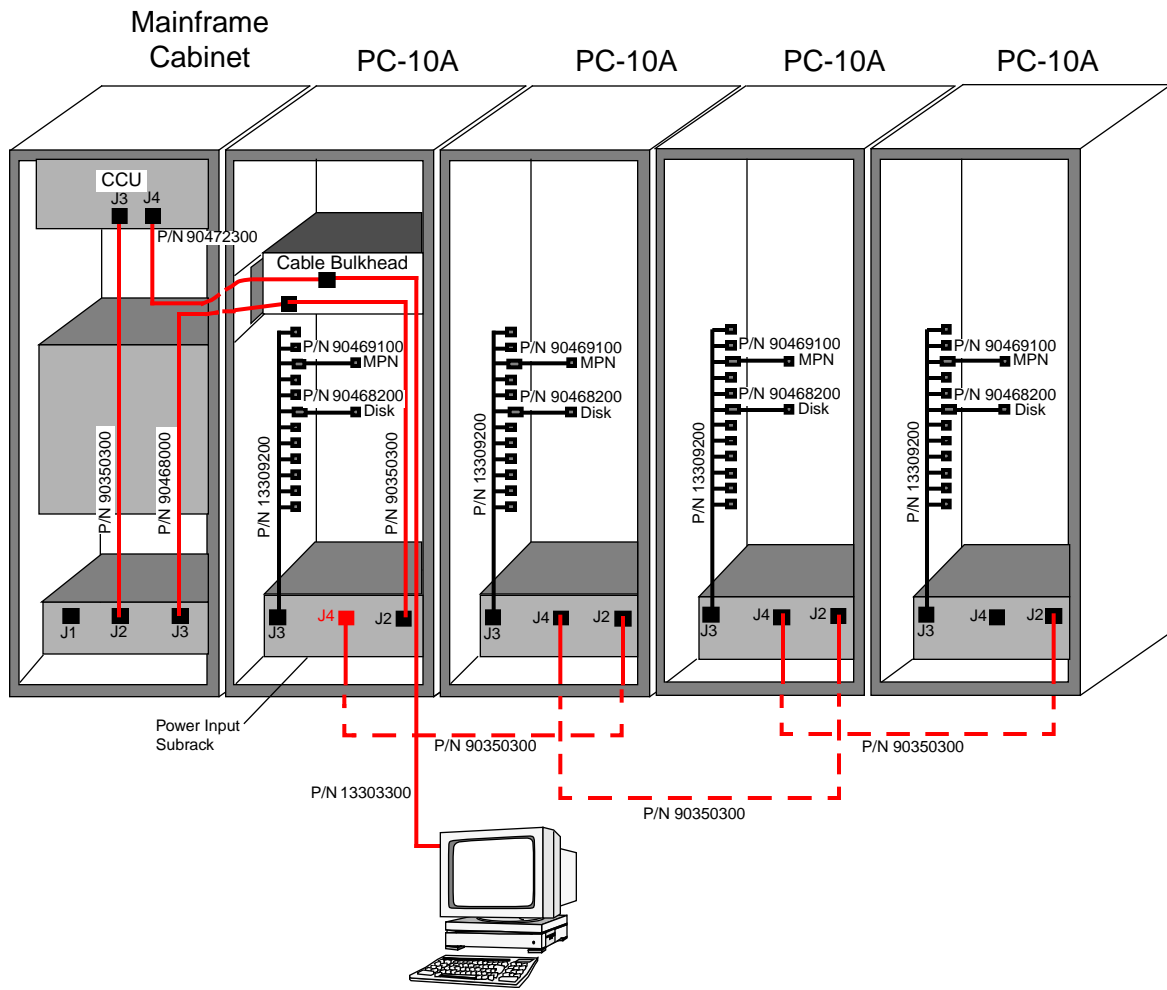 Mainframe
Cabinet
PC-10A
PC-10A
PC-10A
PC-10A
CCU
J3
J4
P/N 90472300
Cable Bulkhead
P/N 90350300
P/N 90468000
J1
J2
J3
P/N 13309200
P/N 90469100
MPN
P/N 90468200
Disk
P/N 90350300
J3
J4
J2
P/N 13309200
P/N 90469100
MPN
P/N 90468200
Disk
J3
J4
J2
P/N 13309200
P/N 90469100
MPN
P/N 90468200
Disk
J3
J4
J2
P/N 13309200
P/N 90469100
MPN
P/N 90468200
Disk
J3
J4
J2
Power Input
Subrack
P/N 90350300
P/N 90350300
P/N 90350300
P/N 13303300